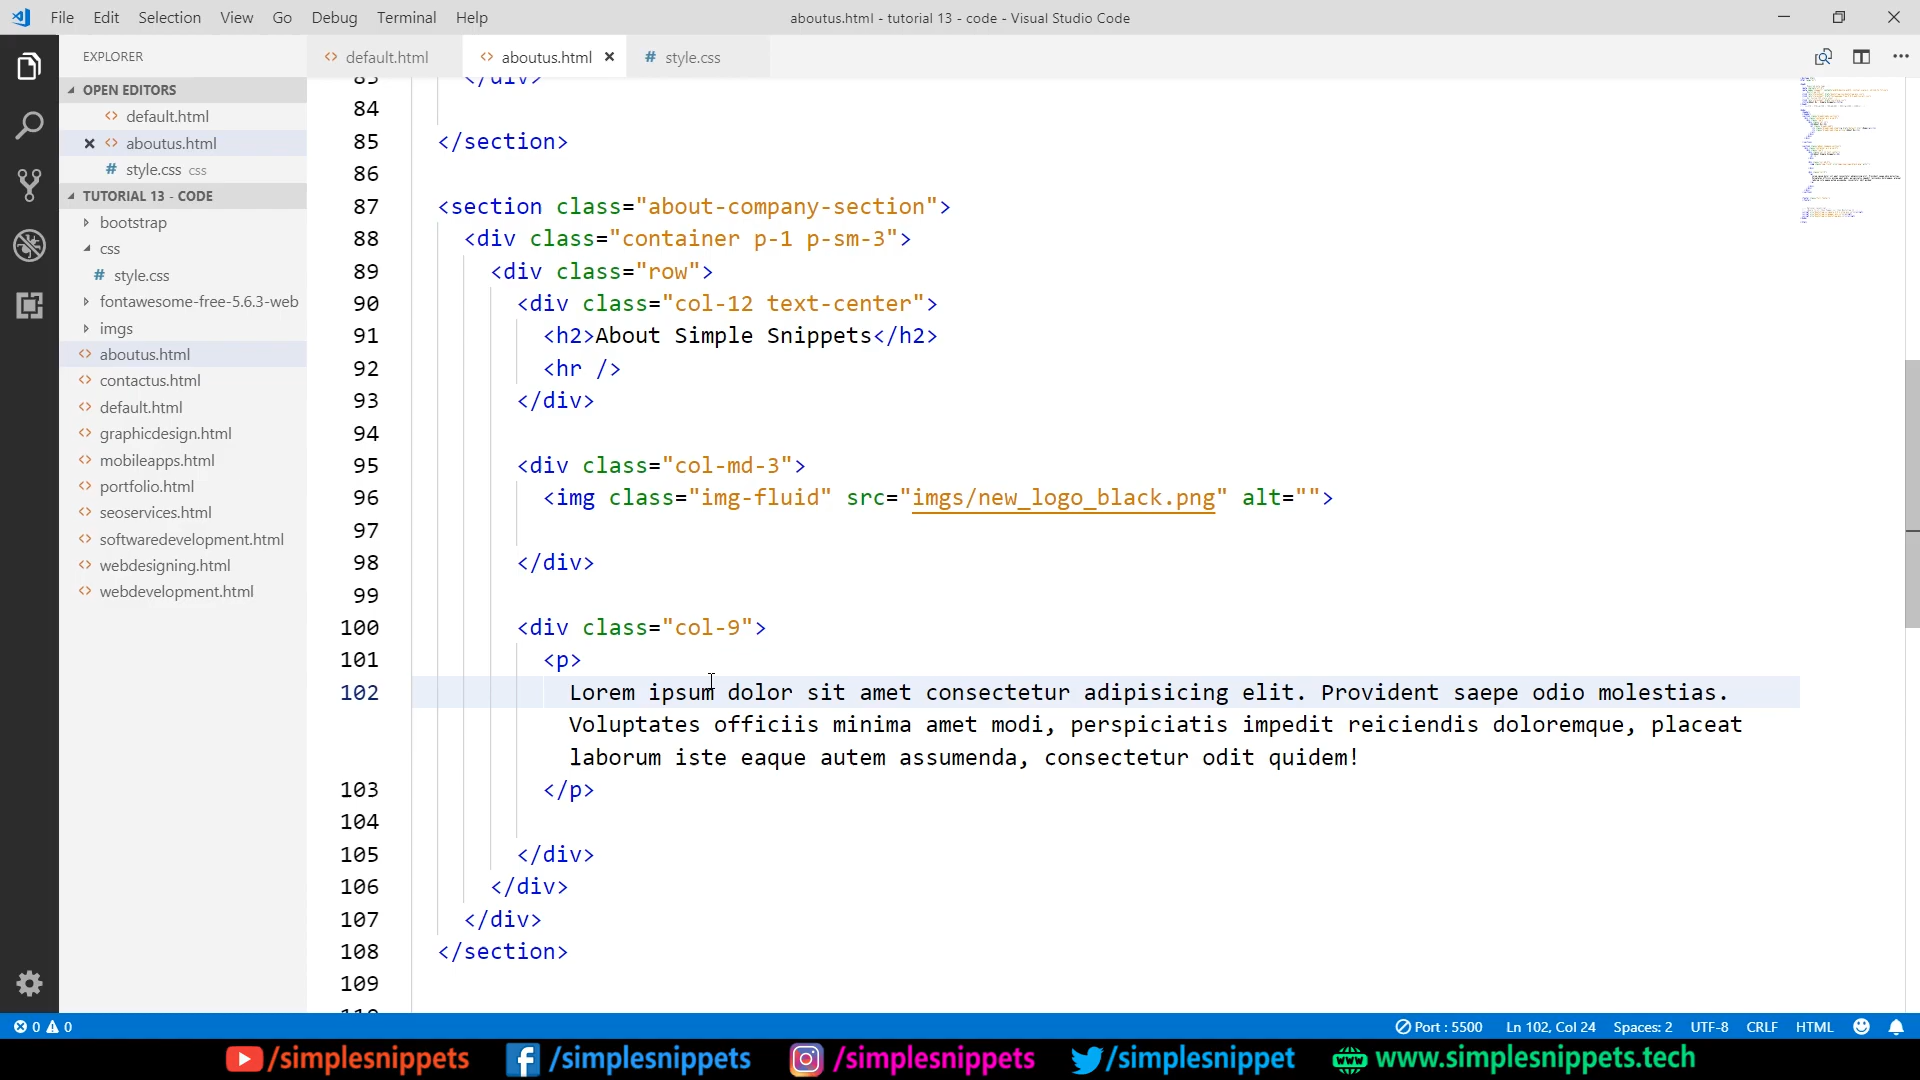 File Edit Selection View Go Debug Terminal Help
aboutus.html - tutorial 13 - code - Visual Studio Code
EXPLORER
default.html
aboutus.html
style.css
OPEN EDITORS
default.html
aboutus.html
style.css css
TUTORIAL 13 - CODE
bootstrap
css
style.css
fontawesome-free-5.6.3-web
imgs
aboutus.html
contactus.html
default.html
graphicdesign.html
mobileapps.html
portfolio.html
seoservices.html
softwaredevelopment.html
webdesigning.html
webdevelopment.html
83 </div>
84
85 </section>
86
87 <section class="about-company-section">
88 <div class="container p-1 p-sm-3">
89 <div class="row">
90 <div class="col-12 text-center">
91 <h2>About Simple Snippets</h2>
92 <hr />
93 </div>
94
95 <div class="col-md-3">
96 <img class="img-fluid" src="imgs/new_logo_black.png" alt="">
97
98 </div>
99
100 <div class="col-9">
101 <p>
102 Lorem ipsum dolor sit amet consectetur adipisicing elit. Provident saepe odio molestias.
Voluptates officiis minima amet modi, perspiciatis impedit reiciendis doloremque, placeat
laborum iste eaque autem assumenda, consectetur odit quidem!
103 </p>
104
105 </div>
106 </div>
107 </div>
108 </section>
109
110
0 0
Port : 5500 Ln 102, Col 24 Spaces: 2 UTF-8 CRLF HTML
/simplesnippets /simplesnippets /simplesnippets /simplesnippet www.simplesnippets.tech